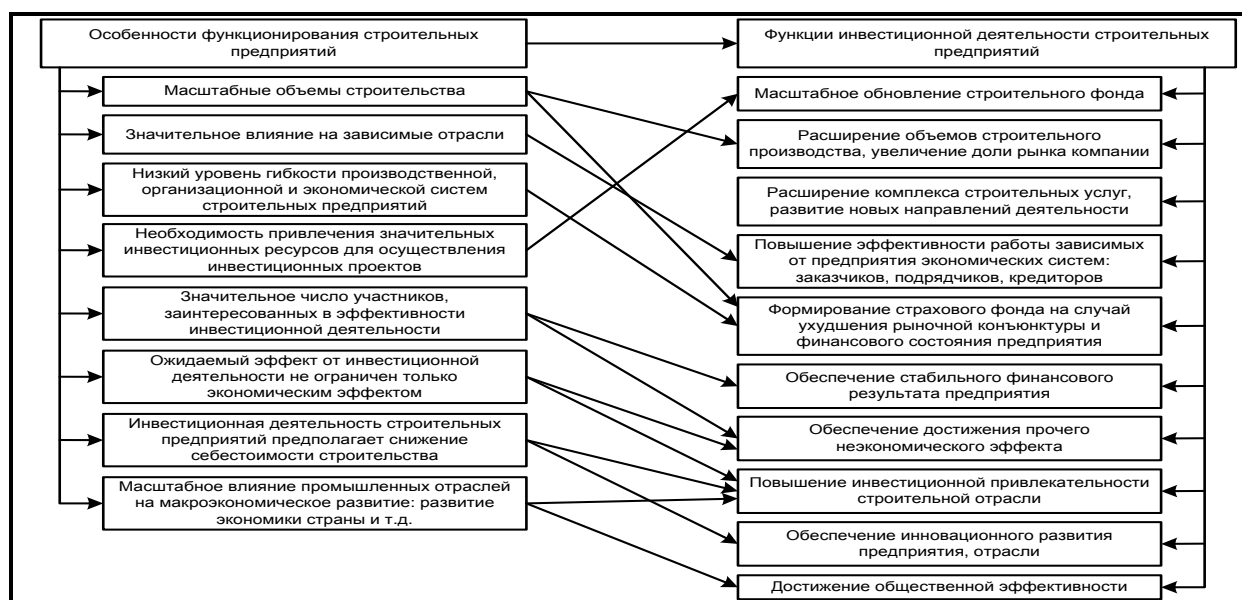 Особенности функционирования строительных
предприятий
Функции инвестиционной деятельности строительных
предприятий
Масштабные объемы строительства
Значительное влияние на зависимые отрасли
Низкий уровень гибкости производственной,
организационной и экономической систем
строительных предприятий
Необходимость привлечения значительных
инвестиционных ресурсов для осуществления
инвестиционных проектов
Значительное число участников,
заинтересованных в эффективности
инвестиционной деятельности
Ожидаемый эффект от инвестиционной
деятельности не ограничен только
экономическим эффектом
Инвестиционная деятельность строительных
предприятий предполагает снижение
себестоимости строительства
Масштабное влияние промышленных отраслей
на макроэкономическое развитие: развитие
экономики страны и т.д.
Масштабное обновление строительного фонда
Расширение объемов строительного
производства, увеличение доли рынка компании
Расширение комплекса строительных услуг,
развитие новых направлений деятельности
Повышение эффективности работы зависимых
от предприятия экономических систем:
заказчиков, подрядчиков, кредиторов
Формирование страхового фонда на случай
ухудшения рыночной конъюнктуры и
финансового состояния предприятия
Обеспечение стабильного финансового
результата предприятия
Обеспечение достижения прочего
неэкономического эффекта
Повышение инвестиционной привлекательности
строительной отрасли
Обеспечение инновационного развития
предприятия, отрасли
Достижение общественной эффективности